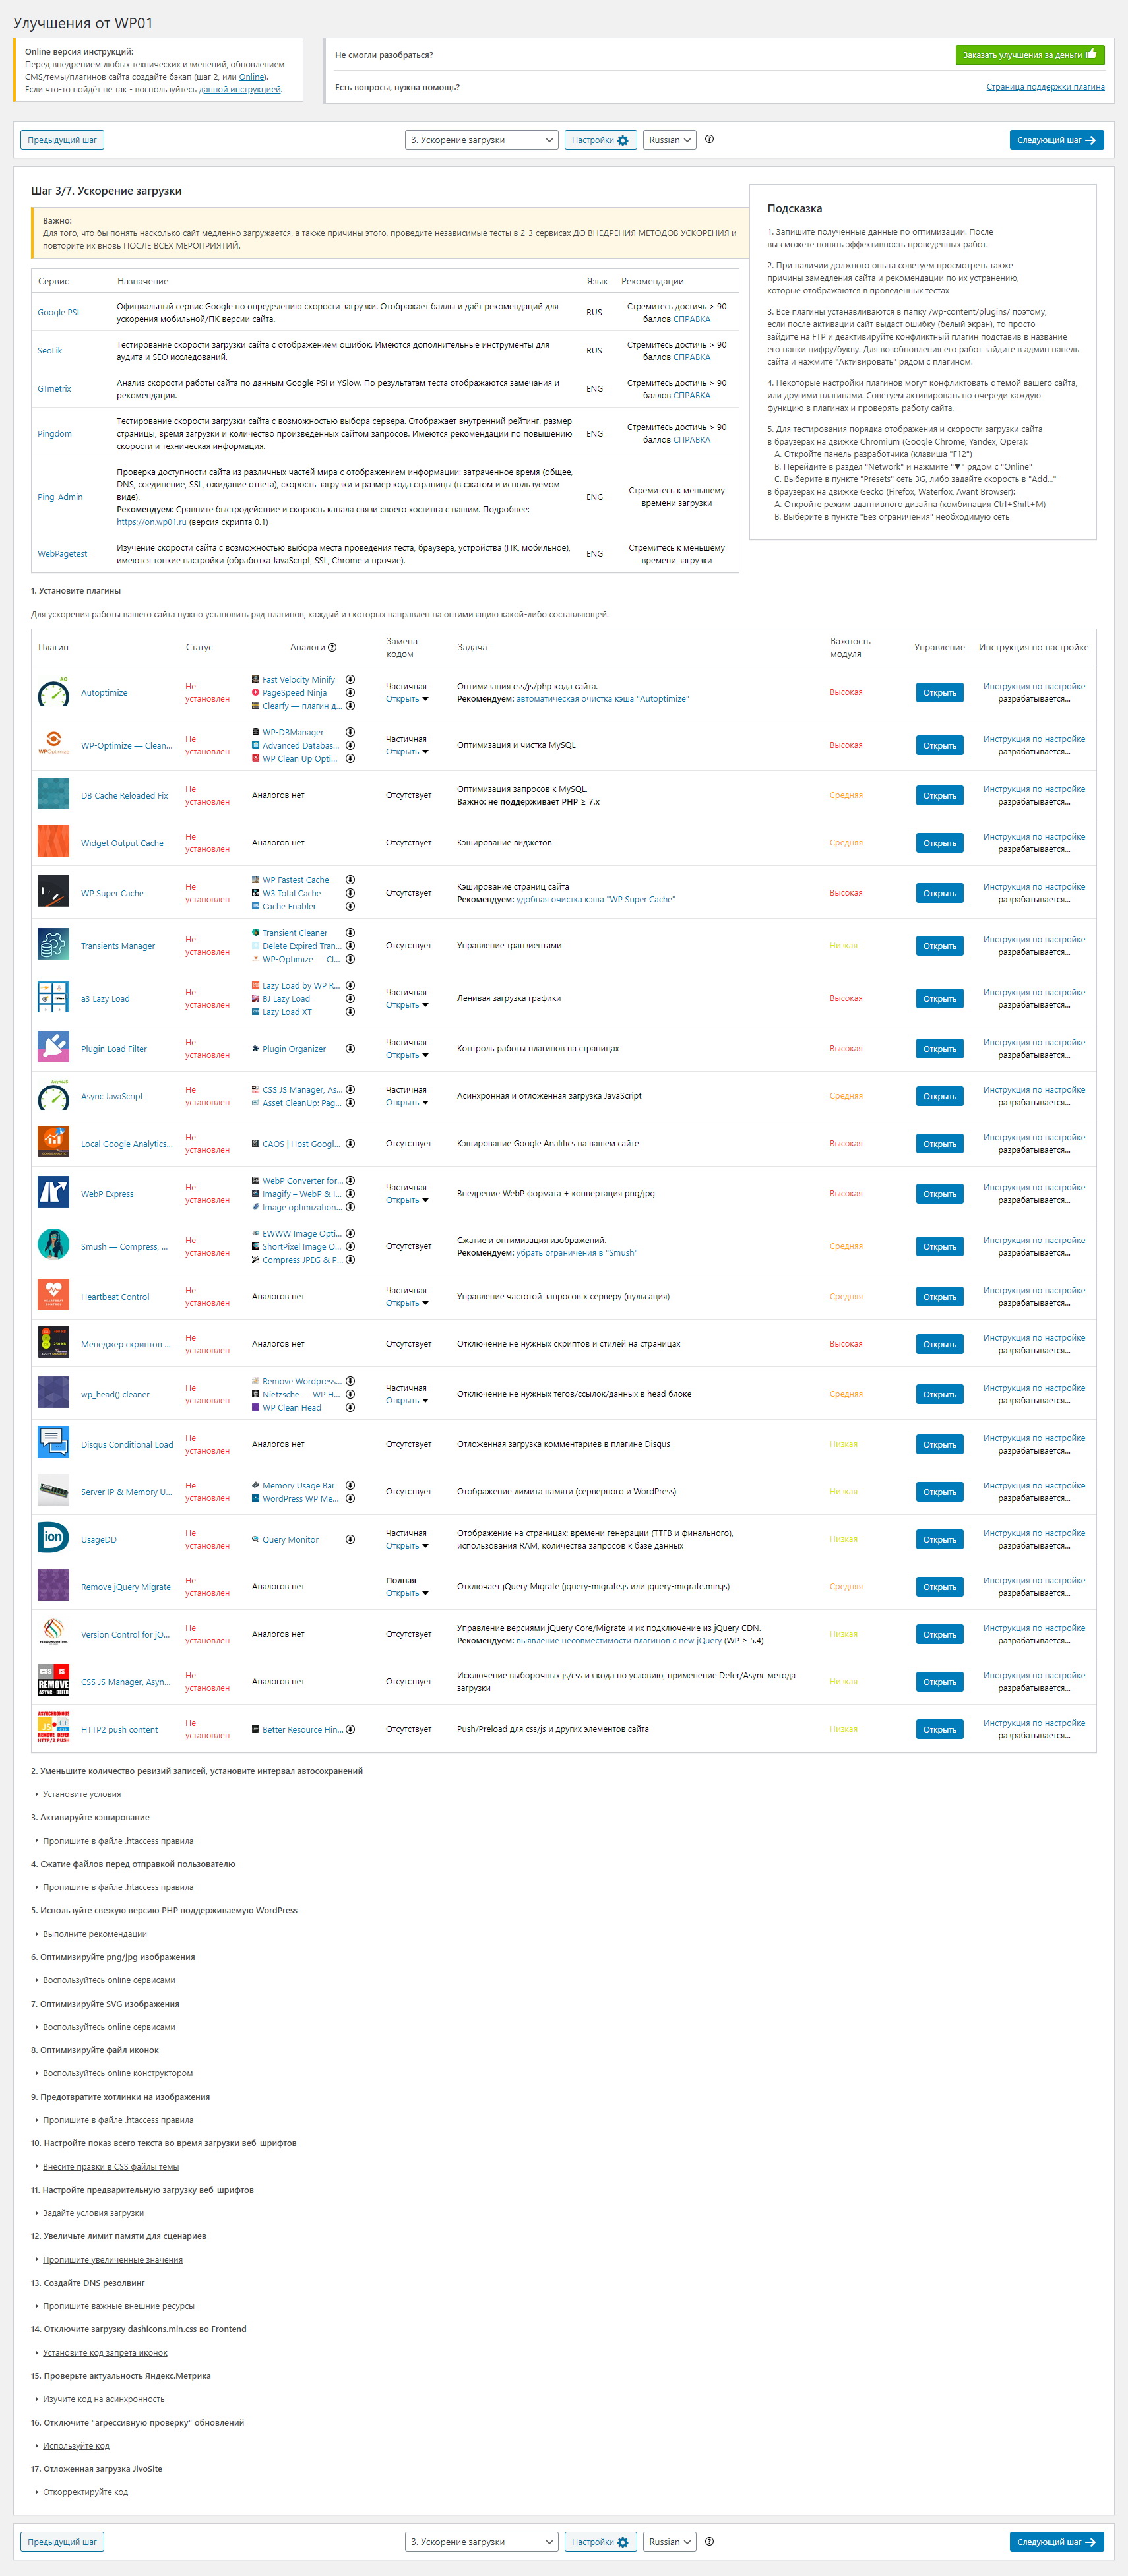 Улучшения от WP01
Online версия инструкций:
Перед внедрением любых технических изменений, обновлением
CMS/темы/плагинов сайта создайте бэкап (шаг 2, или Online).
Если что-то пойдёт не так - воспользуйтесь данной инструкцией.
Не смогли разобраться?
Заказать улучшения за деньги
Есть вопросы, нужна помощь?
Страница поддержки плагина
Предыдущий шаг
3. Ускорение загрузки
Настройки
Russian
Следующий шаг
Шаг 3/7. Ускорение загрузки
Важно:
Для того, что бы понять насколько сайт медленно загружается, а также причины этого, проведите независимые тесты в 2-3 сервисах ДО ВНЕДРЕНИЯ МЕТОДОВ УСКОРЕНИЯ и
повторите их вновь ПОСЛЕ ВСЕХ МЕРОПРИЯТИЙ.
Сервис Назначение Язык Рекомендации
Google PSI
Официальный сервис Google по определению скорости загрузки. Отображает баллы и даёт рекомендаций для
ускорения мобильной/ПК версии сайта.
RUS
Стремитесь достичь > 90
баллов СПРАВКА
SeoLik
Тестирование скорости загрузки сайта с отображением ошибок. Имеются дополнительные инструменты для
аудита и SEO исследований.
RUS
Стремитесь достичь > 90
баллов СПРАВКА
GTmetrix
Анализ скорости работы сайта по данным Google PSI и YSlow. По результатам теста отображаются замечания и
рекомендации.
ENG
Стремитесь достичь > 90
баллов СПРАВКА
Pingdom
Тестирование скорости загрузки сайта с возможностью выбора сервера. Отображает внутренний рейтинг, размер
страницы, время загрузки и количество произведенных сайтом запросов. Имеются рекомендации по повышению
скорости и техническая информация.
ENG
Стремитесь достичь > 90
баллов СПРАВКА
Ping-Admin
Проверка доступности сайта из различных частей мира с отображением информации: затраченное время (общее,
DNS, соединение, SSL, ожидание ответа), скорость загрузки и размер кода страницы (в сжатом и используемом
виде).
Рекомендуем: Сравните быстродействие и скорость канала связи своего хостинга с нашим. Подробнее:
https://on.wp01.ru (версия скрипта 0.1)
ENG
Стремитесь к меньшему
времени загрузки
WebPagetest
Изучение скорости сайта с возможностью выбора места проведения теста, браузера, устройства (ПК, мобильное),
имеются тонкие настройки (обработка JavaScript, SSL, Chrome и прочие).
ENG
Стремитесь к меньшему
времени загрузки
Подсказка
1. Запишите полученные данные по оптимизации. После
вы сможете понять эффективность проведенных работ.
2. При наличии должного опыта советуем просмотреть также
причины замедления сайта и рекомендации по их устранению,
которые отображаются в проведенных тестах
3. Все плагины устанавливаются в папку /wp-content/plugins/ поэтому,
если после активации сайт выдаст ошибку (белый экран), то просто
зайдите на FTP и деактивируйте конфликтный плагин подставив в название
его папки цифру/букву. Для возобновления его работ зайдите в админ панель
сайта и нажмите "Активировать" рядом с плагином.
4. Некоторые настройки плагинов могут конфликтовать с темой вашего сайта,
или другими плагинами. Советуем активировать по очереди каждую
функцию в плагинах и проверять работу сайта.
5. Для тестирования порядка отображения и скорости загрузки сайта
в браузерах на движке Chromium (Google Chrome, Yandex, Opera):
A. Откройте панель разработчика (клавиша "F12")
B. Перейдите в раздел "Network" и нажмите "▼" рядом с "Online"
C. Выберите в пункте "Presets" сеть 3G, либо задайте скорость в "Add..."
в браузерах на движке Gecko (Firefox, Waterfox, Avant Browser):
A. Откройте режим адаптивного дизайна (комбинация Ctrl+Shift+M)
B. Выберите в пункте "Без ограничения" необходимую сеть
1. Установите плагины
Для ускорения работы вашего сайта нужно установить ряд плагинов, каждый из которых направлен на оптимизацию какой-либо составляющей.
Плагин Статус Аналоги Замена кодом Задача Важность модуля Управление Инструкция по настройке
Autoptimize
Не установлен
Fast Velocity Minify
PageSpeed Ninja
Clearfy — плагин д...
Частичная
Открыть
Оптимизация css/js/php кода сайта.
Рекомендуем: автоматическая очистка кэша "Autoptimize"
Высокая
Открыть
Инструкция по настройке
разрабатывается...
WP-Optimize — Clean...
Не установлен
WP-DBManager
Advanced Databas...
WP Clean Up Opti...
Частичная
Открыть
Оптимизация и чистка MySQL
Высокая
Открыть
Инструкция по настройке
разрабатывается...
DB Cache Reloaded Fix
Не установлен
Аналогов нет
Отсутствует
Оптимизация запросов к MySQL.
Важно: не поддерживает PHP ≥ 7.x
Средняя
Открыть
Инструкция по настройке
разрабатывается...
Widget Output Cache
Не установлен
Аналогов нет
Отсутствует
Кэширование виджетов
Средняя
Открыть
Инструкция по настройке
разрабатывается...
WP Super Cache
Не установлен
WP Fastest Cache
W3 Total Cache
Cache Enabler
Отсутствует
Кэширование страниц сайта
Рекомендуем: удобная очистка кэша "WP Super Cache"
Высокая
Открыть
Инструкция по настройке
разрабатывается...
Transients Manager
Не установлен
Transient Cleaner
Delete Expired Tran...
WP-Optimize — Cl...
Отсутствует
Управление транзиентами
Низкая
Открыть
Инструкция по настройке
разрабатывается...
a3 Lazy Load
Не установлен
Lazy Load by WP R...
BJ Lazy Load
Lazy Load XT
Частичная
Открыть
Ленивая загрузка графики
Высокая
Открыть
Инструкция по настройке
разрабатывается...
Plugin Load Filter
Не установлен
Plugin Organizer
Частичная
Открыть
Контроль работы плагинов на страницах
Высокая
Открыть
Инструкция по настройке
разрабатывается...
Async JavaScript
Не установлен
CSS JS Manager, As...
Asset CleanUp: Pag...
Частичная
Открыть
Асинхронная и отложенная загрузка JavaScript
Средняя
Открыть
Инструкция по настройке
разрабатывается...
Local Google Analytics...
Не установлен
CAOS | Host Googl...
Отсутствует
Кэширование Google Analitics на вашем сайте
Высокая
Открыть
Инструкция по настройке
разрабатывается...
WebP Express
Не установлен
WebP Converter for...
Imagify – WebP & I...
Image optimization...
Частичная
Открыть
Внедрение WebP формата + конвертация png/jpg
Высокая
Открыть
Инструкция по настройке
разрабатывается...
Smush — Compress, ...
Не установлен
EWWW Image Opti...
ShortPixel Image O...
Compress JPEG & P...
Отсутствует
Сжатие и оптимизация изображений.
Рекомендуем: убрать ограничения в "Smush"
Средняя
Открыть
Инструкция по настройке
разрабатывается...
Heartbeat Control
Не установлен
Аналогов нет
Частичная
Открыть
Управление частотой запросов к серверу (пульсация)
Средняя
Открыть
Инструкция по настройке
разрабатывается...
Менеджер скриптов ...
Не установлен
Аналогов нет
Отсутствует
Отключение не нужных скриптов и стилей на страницах
Высокая
Открыть
Инструкция по настройке
разрабатывается...
wp_head() cleaner
Не установлен
Remove Wordpress...
Nietzsche — WP H...
WP Clean Head
Частичная
Открыть
Отключение не нужных тегов/ссылок/данных в head блоке
Средняя
Открыть
Инструкция по настройке
разрабатывается...
Disqus Conditional Load
Не установлен
Аналогов нет
Отсутствует
Отложенная загрузка комментариев в плагине Disqus
Низкая
Открыть
Инструкция по настройке
разрабатывается...
Server IP & Memory U...
Не установлен
Memory Usage Bar
WordPress WP Me...
Отсутствует
Отображение лимита памяти (серверного и WordPress)
Низкая
Открыть
Инструкция по настройке
разрабатывается...
UsageDD
Не установлен
Query Monitor
Частичная
Открыть
Отображение на страницах: времени генерации (TTFB и финального),
использования RAM, количества запросов к базе данных
Низкая
Открыть
Инструкция по настройке
разрабатывается...
Remove jQuery Migrate
Не установлен
Аналогов нет
Полная
Открыть
Отключает jQuery Migrate (jquery-migrate.js или jquery-migrate.min.js)
Средняя
Открыть
Инструкция по настройке
разрабатывается...
Version Control for jQ...
Не установлен
Аналогов нет
Отсутствует
Управление версиями jQuery Core/Migrate и их подключение из jQuery CDN.
Рекомендуем: выявление несовместимости плагинов с new jQuery (WP ≥ 5.4)
Низкая
Открыть
Инструкция по настройке
разрабатывается...
CSS JS Manager, Asyn...
Не установлен
Аналогов нет
Отсутствует
Исключение выборочных js/css из кода по условию, применение Defer/Async метода
загрузки
Низкая
Открыть
Инструкция по настройке
разрабатывается...
HTTP2 push content
Не установлен
Better Resource Hin...
Отсутствует
Push/Preload для css/js и других элементов сайта
Низкая
Открыть
Инструкция по настройке
разрабатывается...
2. Уменьшите количество ревизий записей, установите интервал автосохранений
Установите условия
3. Активируйте кэширование
Пропишите в файле .htaccess правила
4. Сжатие файлов перед отправкой пользователю
Пропишите в файле .htaccess правила
5. Используйте свежую версию PHP поддерживаемую WordPress
Выполните рекомендации
6. Оптимизируйте png/jpg изображения
Воспользуйтесь online сервисами
7. Оптимизируйте SVG изображения
Воспользуйтесь online сервисами
8. Оптимизируйте файл иконок
Воспользуйтесь online конструктором
9. Предотвратите хотлинки на изображения
Пропишите в файле .htaccess правила
10. Настройте показ всего текста во время загрузки веб-шрифтов
Внесите правки в CSS файлы темы
11. Настройте предварительную загрузку веб-шрифтов
Задайте условия загрузки
12. Увеличьте лимит памяти для сценариев
Пропишите увеличенные значения
13. Создайте DNS резолвинг
Пропишите важные внешние ресурсы
14. Отключите загрузку dashicons.min.css во Frontend
Установите код запрета иконок
15. Проверьте актуальность Яндекс.Метрика
Изучите код на асинхронность
16. Отключите "агрессивную проверку" обновлений
Используйте код
17. Отложенная загрузка JivoSite
Откорректируйте код
Предыдущий шаг
3. Ускорение загрузки
Настройки
Russian
Следующий шаг